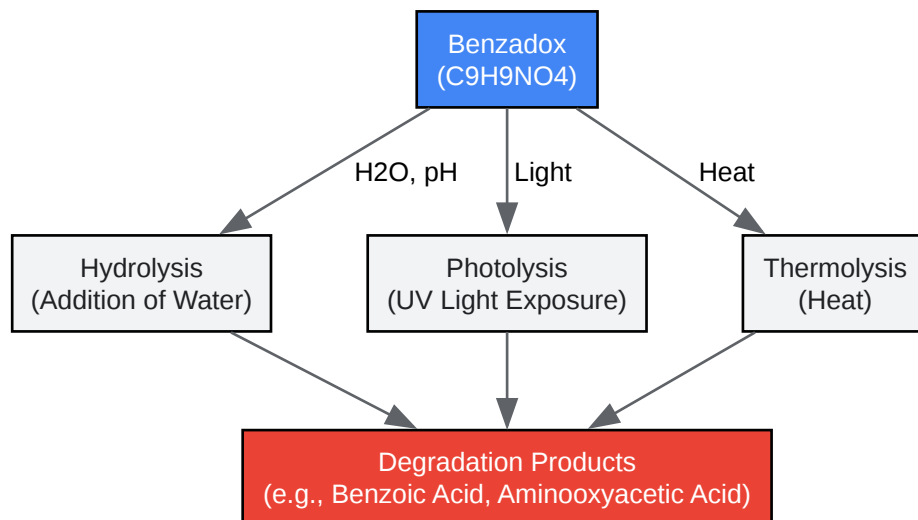 Benzadox
(C9H9NO4)
H2O, pH
Light
Heat
Hydrolysis
(Addition of Water)
Photolysis
(UV Light Exposure)
Thermolysis
(Heat)
Degradation Products
(e.g., Benzoic Acid, Aminooxyacetic Acid)